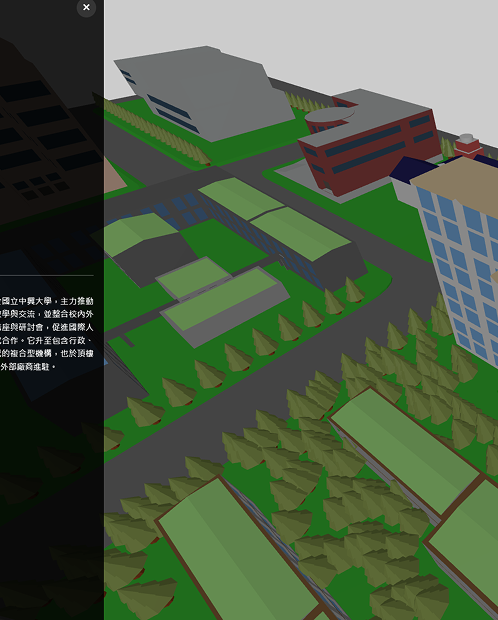 國立中興大學，主力推動
學與交流，並整合校內外
座與研討會，促進國際人
合作。它升至包含行政、
的複合型機構，也於頂樓
外部廠商進駐。